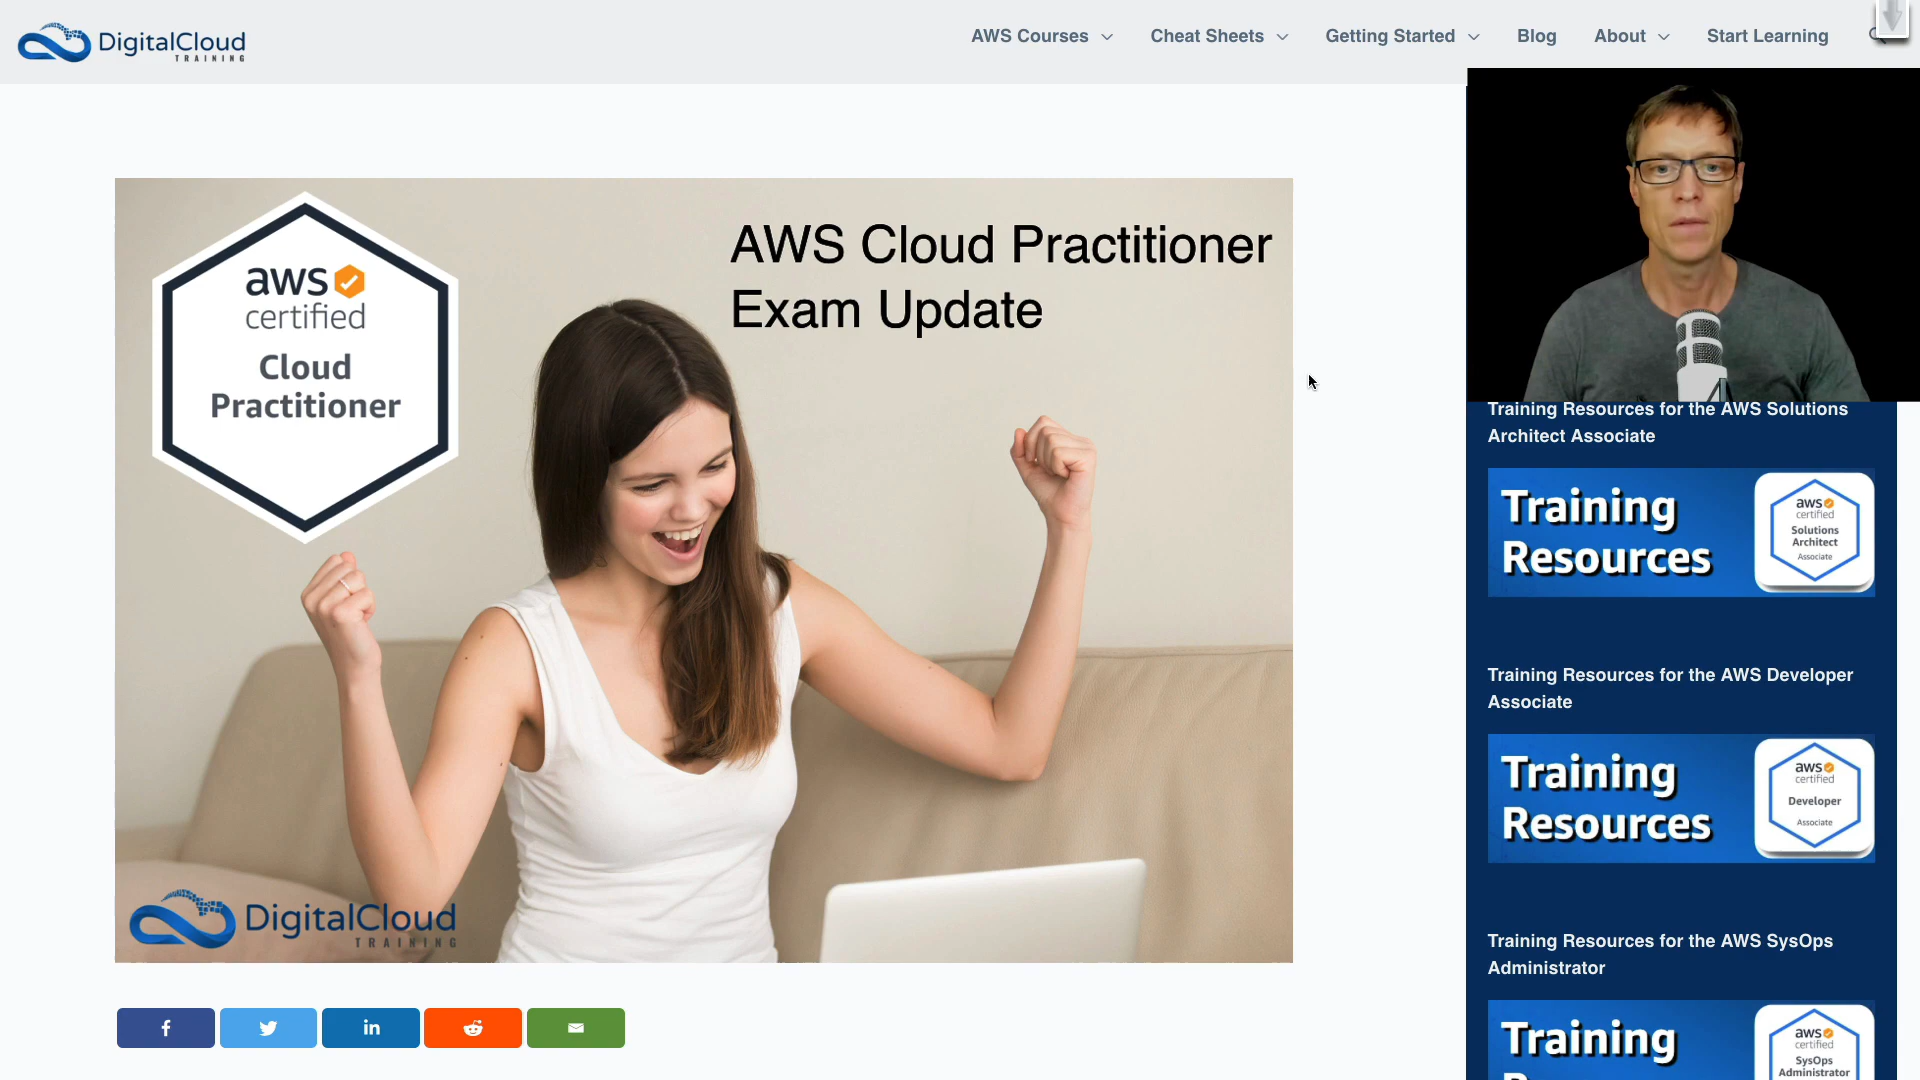 DigitalCloud
TRAINING
AWS Courses
Cheat Sheets
Getting Started
Blog
About
Start Learning
aws
certified
Cloud
Practitioner
AWS Cloud Practitioner
Exam Update
DigitalCloud
TRAINING
f
in
Training Resources for the AWS Solutions
Architect Associate
Training
Resources
aws
certified
Solutions
Architect
Associate
Training Resources for the AWS Developer
Associate
Training
Resources
aws
certified
Developer
Associate
Training Resources for the AWS SysOps
Administrator
Training
aws
certified
SysOps
Administrator